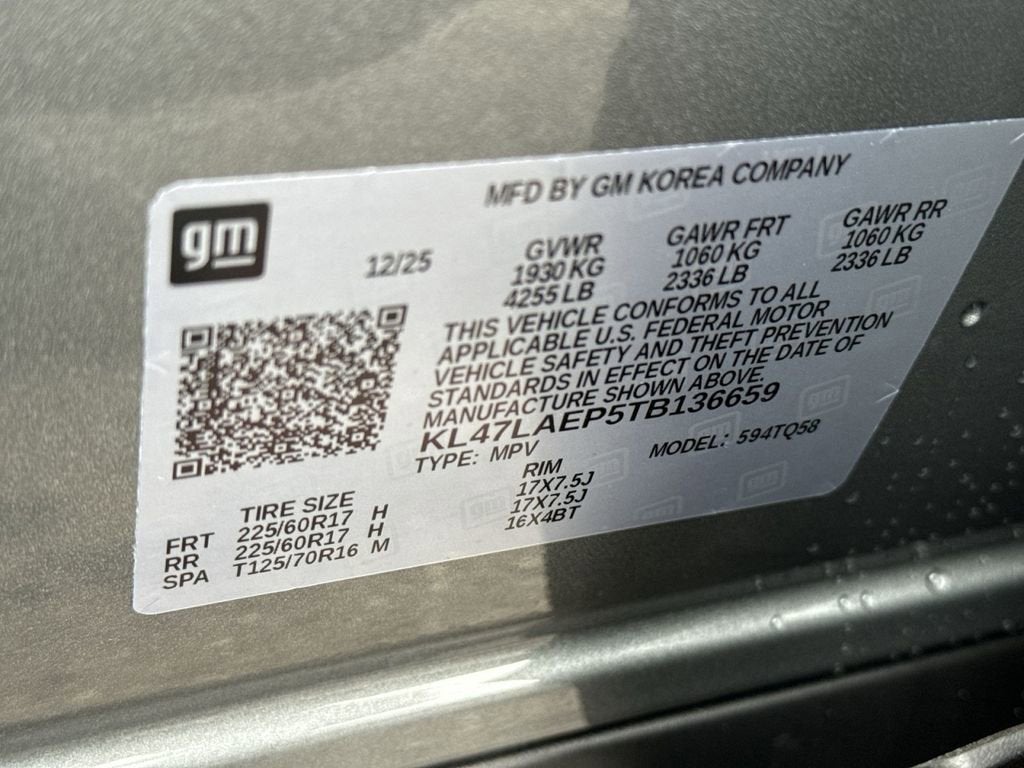 gm
MFD BY GM KOREA COMPANY
12/25
GVWR
1930 KG
4255 LB
GAWR FRT
1060 KG
2336 LB
GAWR RR
1060 KG
2336 LB
THIS VEHICLE CONFORMS TO ALL
APPLICABLE U.S. FEDERAL MOTOR
VEHICLE SAFETY AND THEFT PREVENTION
STANDARDS IN EFFECT ON THE DATE OF
MANUFACTURE SHOWN ABOVE.
KL47LAEP5TB136659
TYPE: MPV MODEL: 594TQ58
TIRE SIZE RIM
FRT 225/60R17 H 17X7.5J
RR 225/60R17 H 17X7.5J
SPA T125/70R16 M 16X4BT